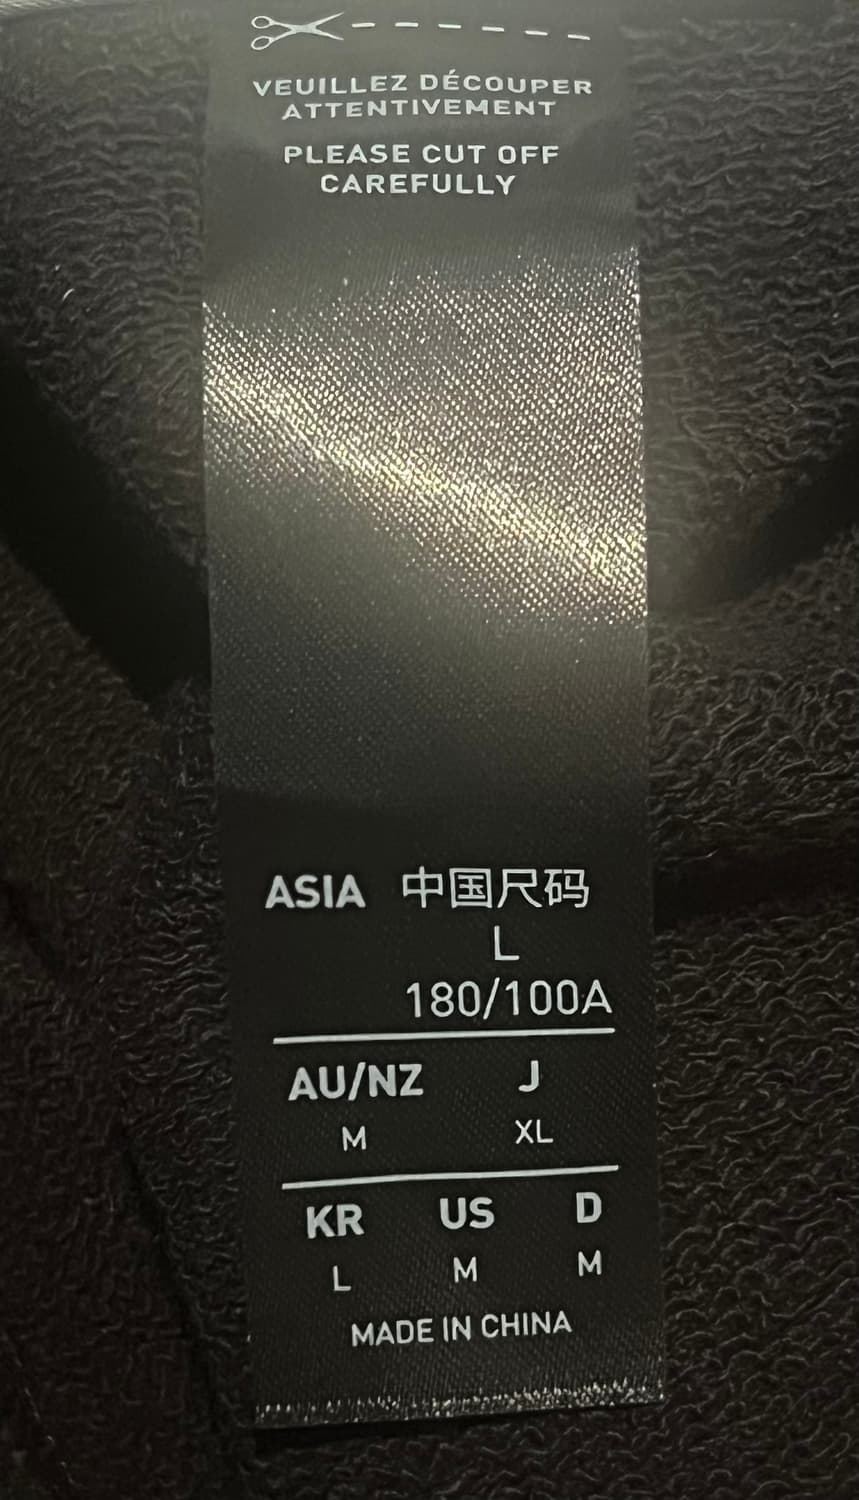 VEUILLEZ DÉCOUPER
ATTENTIVEMENT
PLEASE CUT OFF
CAREFULLY
ASIA 中国尺码
L
180/100A
AU/NZ J
M XL
KR US D
L M M
MADE IN CHINA